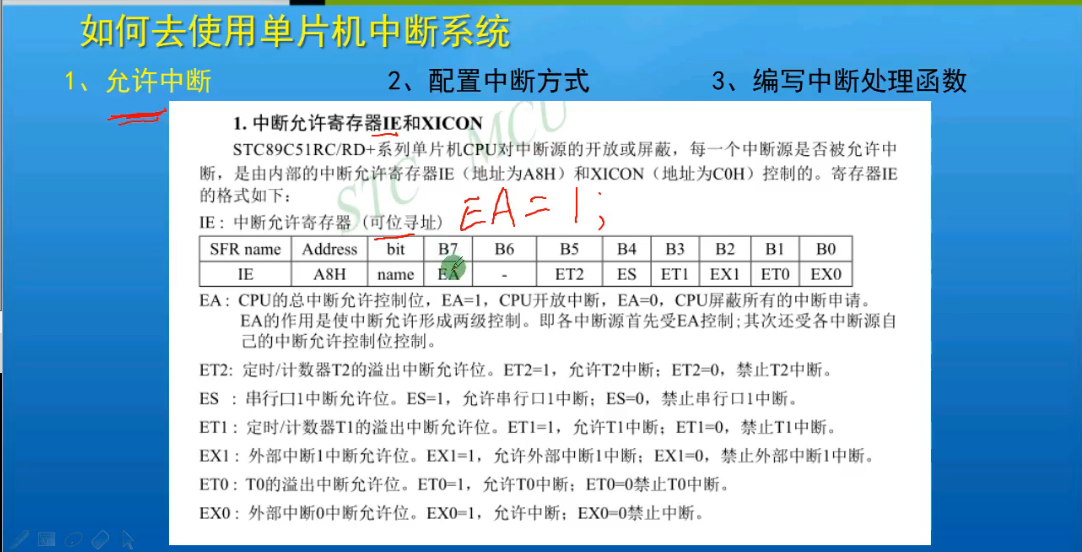 如何去使用单片机中断系统
1、允许中断 2、配置中断方式 3、编写中断处理函数
1. 中断允许寄存器IE和XICON
STC89C51RC/RD+系列单片机CPU对中断源的开放或屏蔽，每一个中断源是否被允许中
断，是由内部的中断允许寄存器IE（地址为A8H）和XICON（地址为C0H）控制的。寄存器IE
的格式如下：
IE：中断允许寄存器（可位寻址）
EA = 1;
SFR name Address bit B7 B6 B5 B4 B3 B2 B1 B0
IE A8H name EA - ET2 ES ET1 EX1 ET0 EX0
EA：CPU的总中断允许控制位，EA=1，CPU开放中断，EA=0，CPU屏蔽所有的中断申请。
EA的作用是使中断允许形成两级控制。即各中断源首先受EA控制;其次还受各中断源自
己的中断允许控制位控制。
ET2：定时/计数器T2的溢出中断允许位。ET2=1，允许T2中断；ET2=0，禁止T2中断。
ES ：串行口1中断允许位。ES=1，允许串行口1中断；ES=0，禁止串行口1中断。
ET1：定时/计数器T1的溢出中断允许位。ET1=1，允许T1中断；ET1=0，禁止T1中断。
EX1：外部中断1中断允许位。EX1=1，允许外部中断1中断；EX1=0，禁止外部中断1中断。
ET0：T0的溢出中断允许位。ET0=1，允许T0中断；ET0=0禁止T0中断。
EX0：外部中断0中断允许位。EX0=1，允许中断；EX0=0禁止中断。
STC MCU